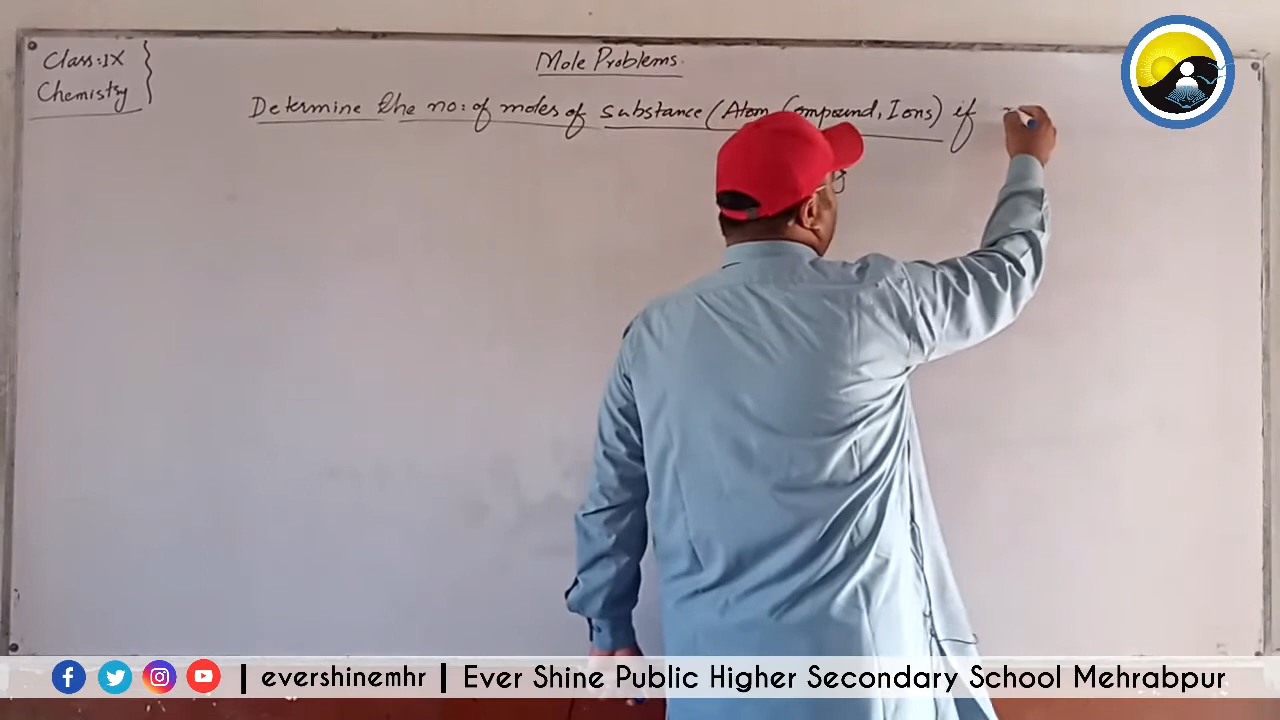 Class:IX
Chemistry
Mole Problems.
Determine the no: of moles of substance (Atom Compound, Ions) if
| evershinemhr | Ever Shine Public Higher Secondary School Mehrabpur